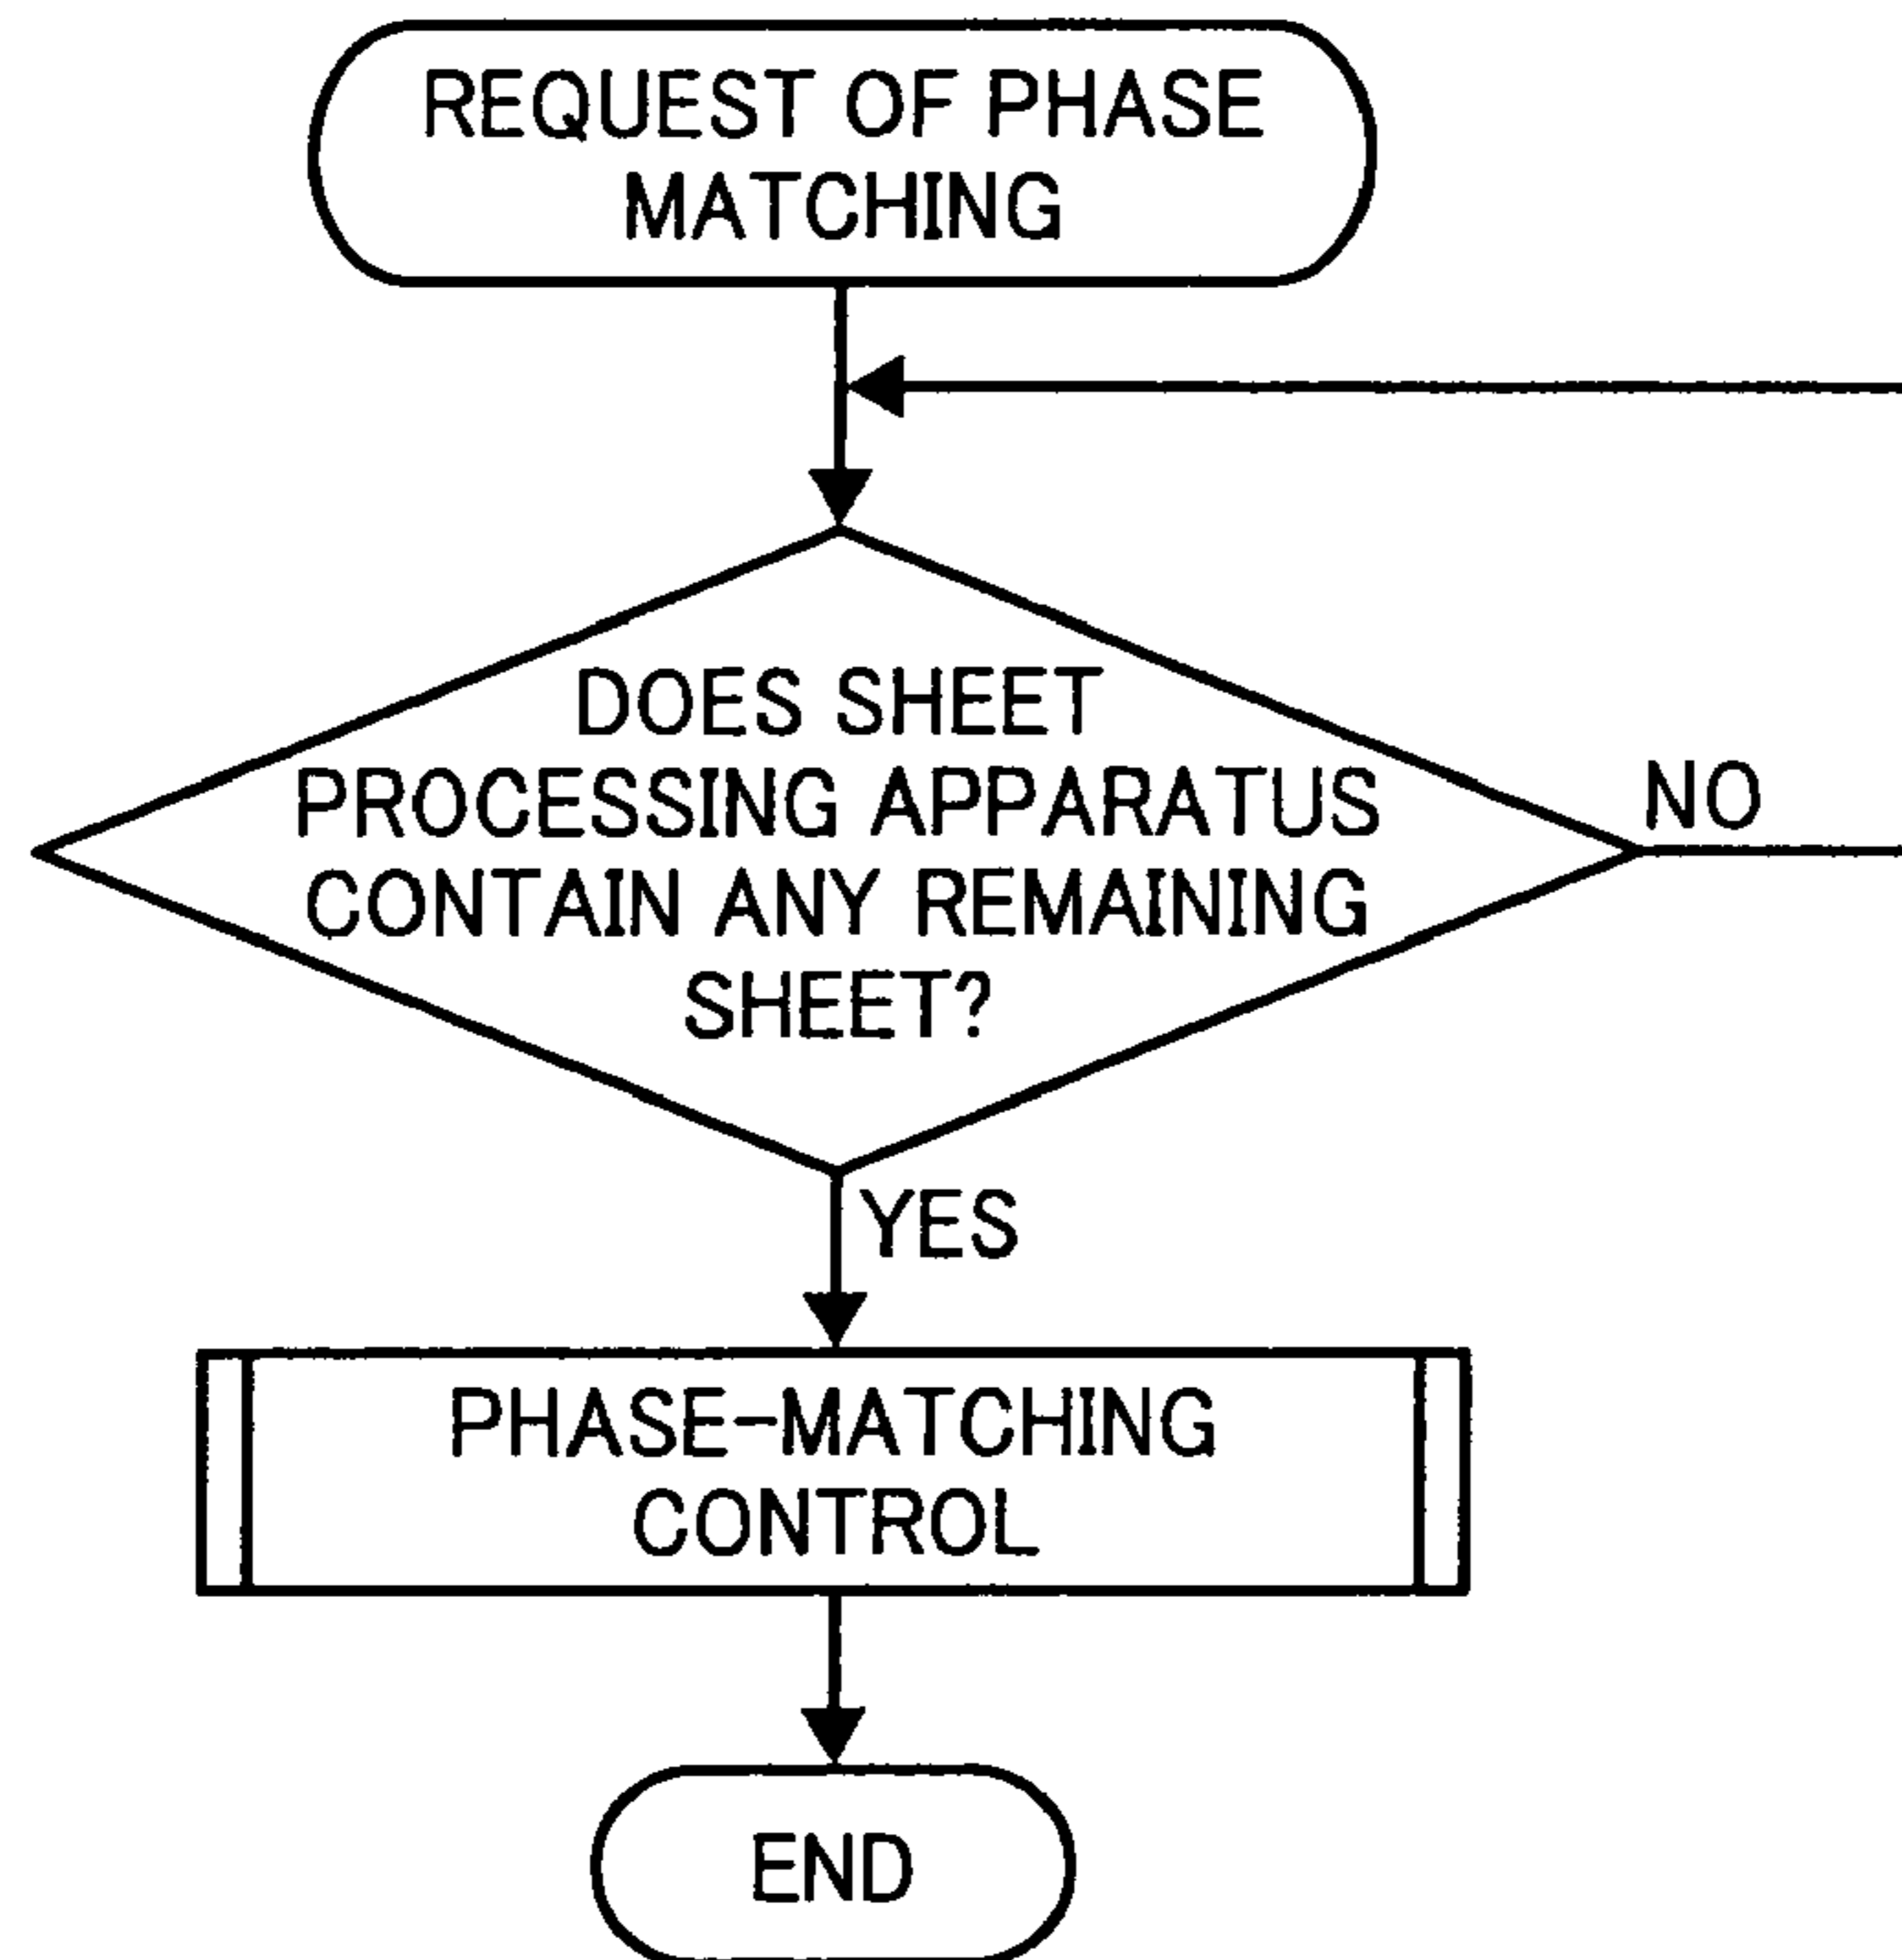 REQUEST OF PHASE
MATCHING
DOES SHEET
PROCESSING APPARATUS
CONTAIN ANY REMAINING
SHEET?
NO
YES
PHASE-MATCHING
CONTROL
END